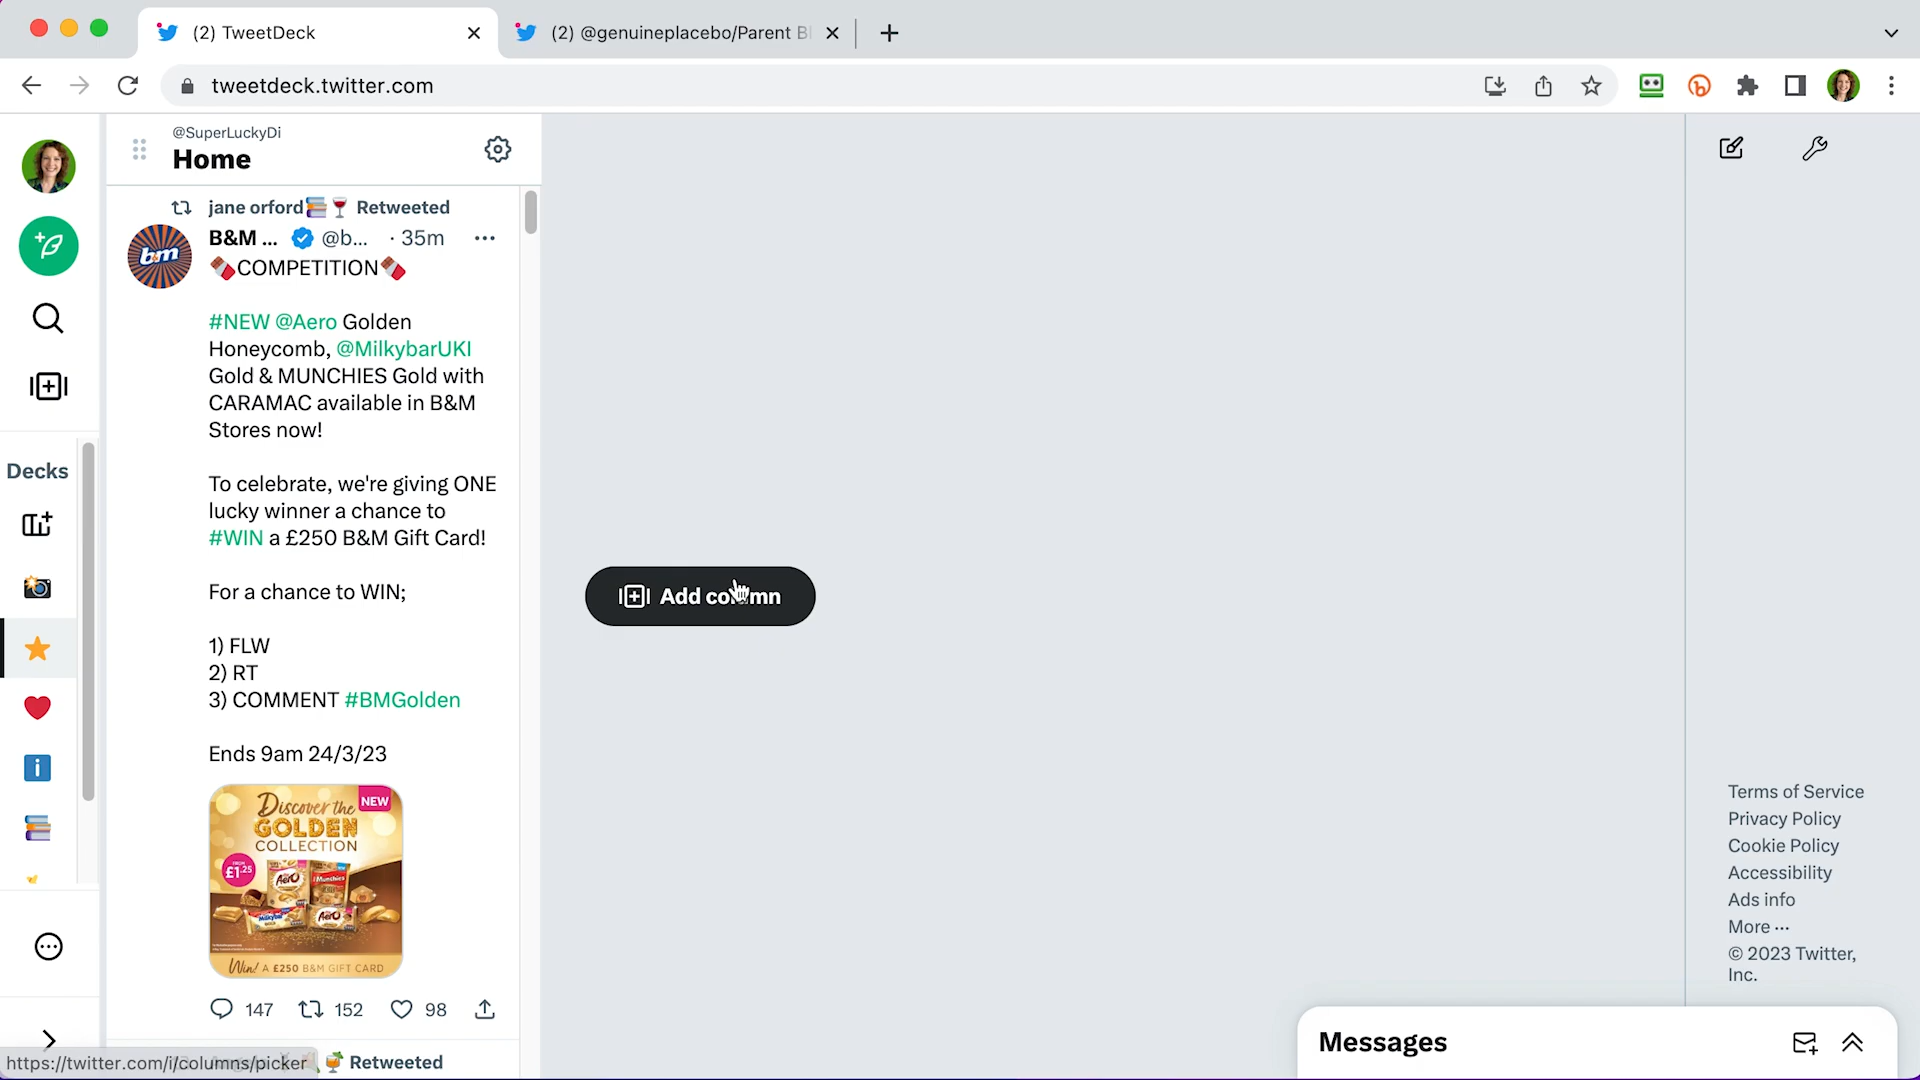 (2) TweetDeck
(2) @genuineplacebo/Parent B
tweetdeck.twitter.com
@SuperLuckyDi
Home
jane orford Retweeted
B&M ... @b... · 35m
COMPETITION
#NEW @Aero Golden
Honeycomb, @MilkybarUKI
Gold & MUNCHIES Gold with
CARAMAC available in B&M
Stores now!
To celebrate, we're giving ONE
lucky winner a chance to
#WIN a £250 B&M Gift Card!
For a chance to WIN;
1) FLW
2) RT
3) COMMENT #BMGolden
Ends 9am 24/3/23
Discover the
NEW
GOLDEN
COLLECTION
FROM
£1.25
Aero
Munchies
Milkybar
Aero
Win! A £250 B&M GIFT CARD
147
152
98
Retweeted
Decks
Add column
Terms of Service
Privacy Policy
Cookie Policy
Accessibility
Ads info
More ···
© 2023 Twitter,
Inc.
Messages
https://twitter.com/i/columns/picker